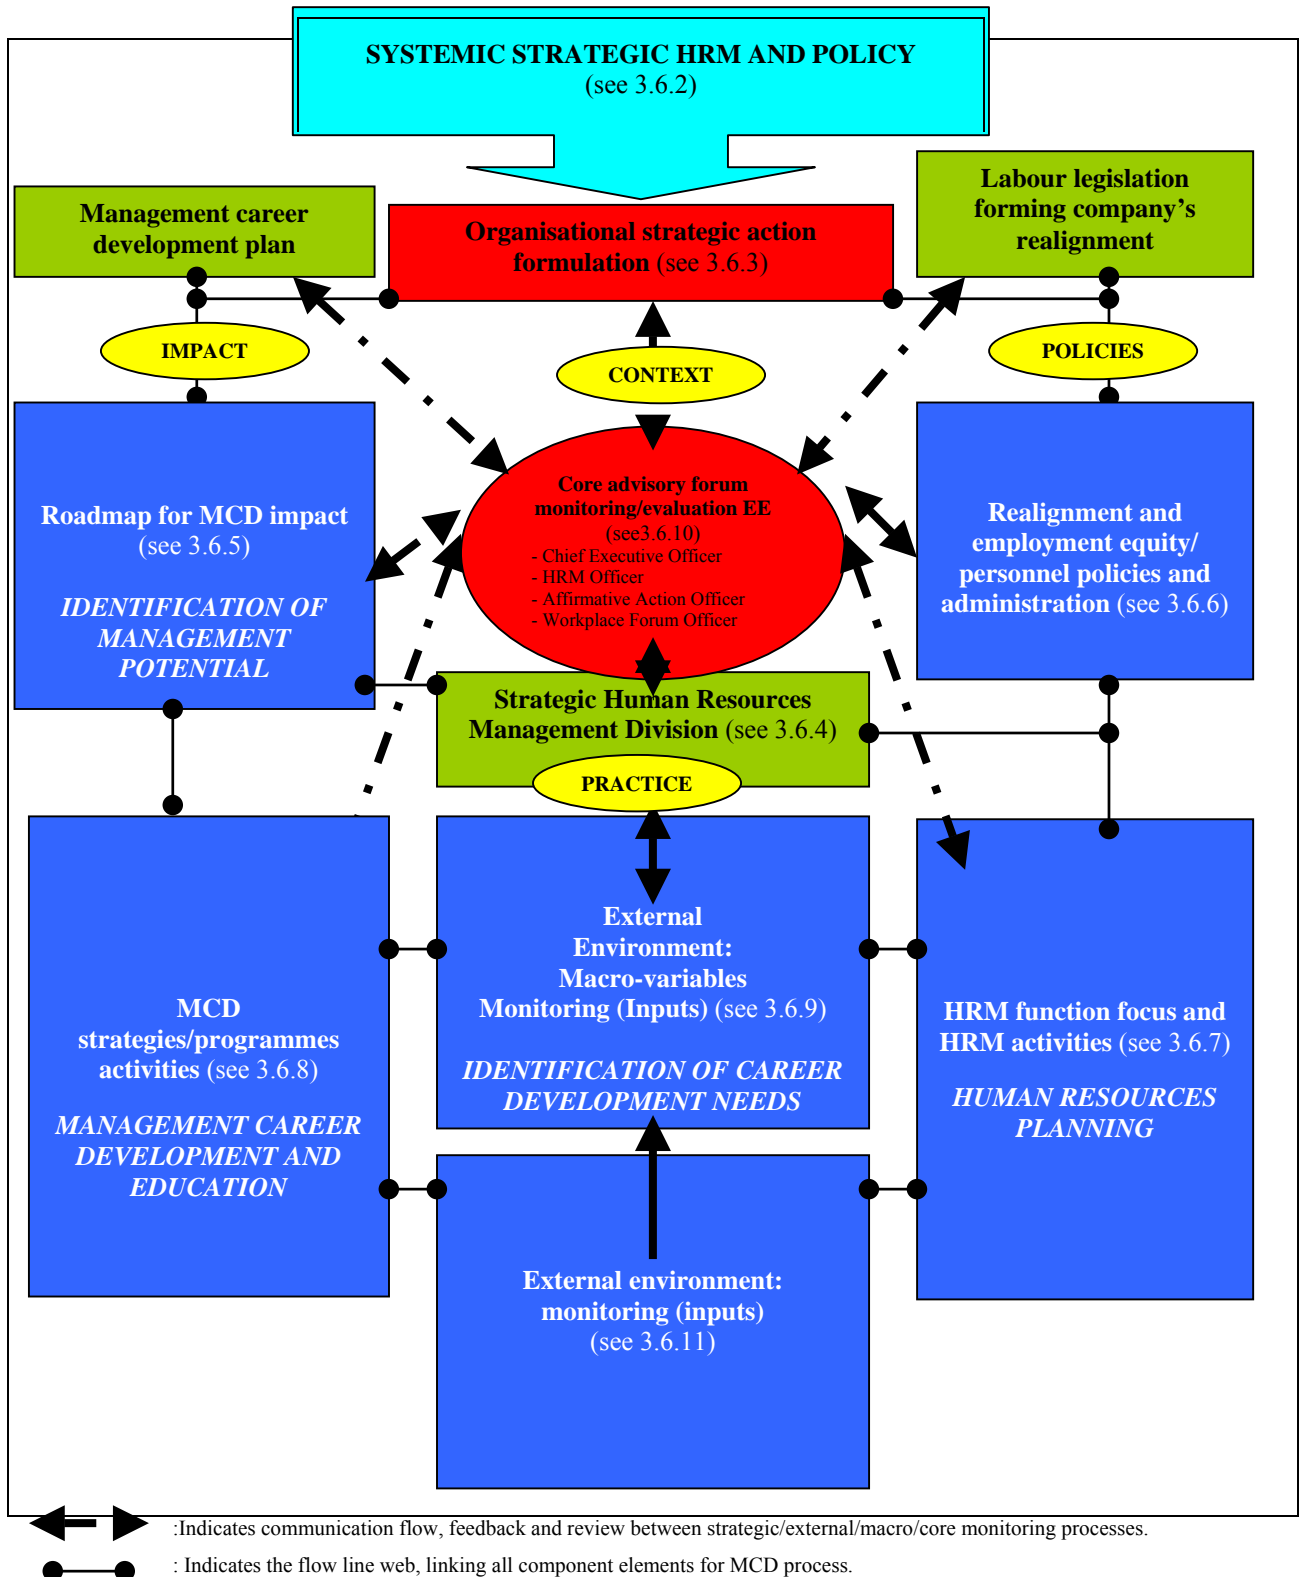 SYSTEMIC STRATEGIC HRM AND POLICY
(see 3.6.2)
Management career
development plan
Organisational strategic action
formulation (see 3.6.3)
Labour legislation
forming company's
realignment
IMPACT
CONTEXT
POLICIES
Roadmap for MCD impact
(see 3.6.5)
IDENTIFICATION OF
MANAGEMENT
POTENTIAL
Core advisory forum
monitoring/evaluation EE
(see3.6.10)
- Chief Executive Officer
- HRM Officer
- Affirmative Action Officer
- Workplace Forum Officer
Realignment and
employment equity/
personnel policies and
administration (see 3.6.6)
Strategic Human Resources
Management Division (see 3.6.4)
PRACTICE
MCD
strategies/programmes
activities (see 3.6.8)
MANAGEMENT CAREER
DEVELOPMENT AND
EDUCATION
External
Environment:
Macro-variables
Monitoring (Inputs) (see 3.6.9)
IDENTIFICATION OF CAREER
DEVELOPMENT NEEDS
HRM function focus and
HRM activities (see 3.6.7)
HUMAN RESOURCES
PLANNING
External environment:
monitoring (inputs)
(see 3.6.11)
:Indicates communication flow, feedback and review between strategic/external/macro/core monitoring processes.
: Indicates the flow line web, linking all component elements for MCD process.